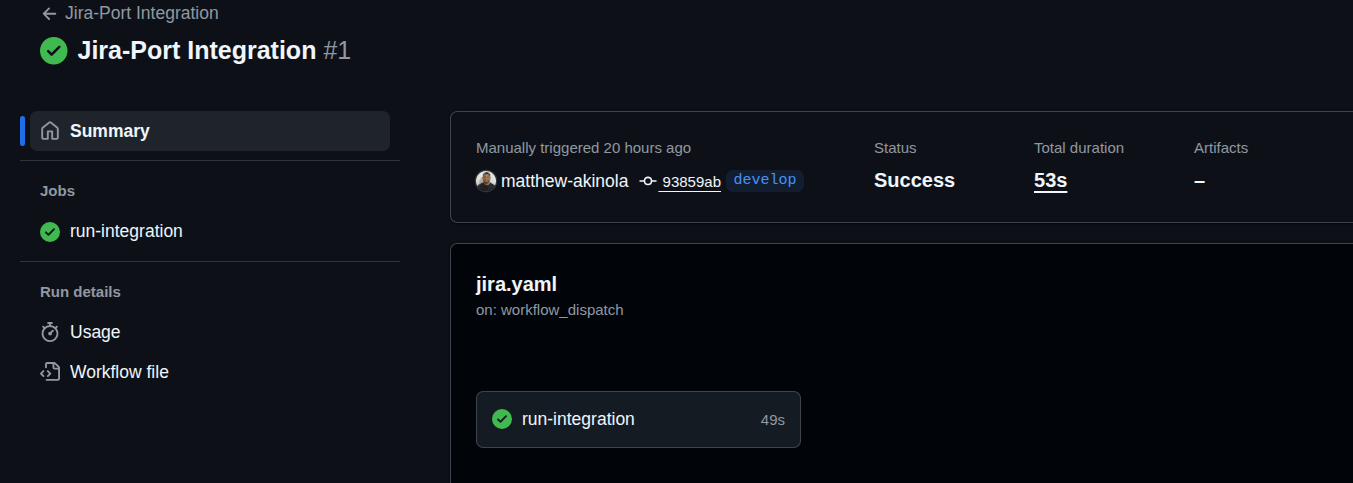 Jira-Port Integration
Jira-Port Integration #1
Summary
Jobs
run-integration
Run details
Usage
Workflow file
Manually triggered 20 hours ago
matthew-akinola 93859ab develop
Status
Success
Total duration
53s
Artifacts
–
jira.yaml
on: workflow_dispatch
run-integration 49s